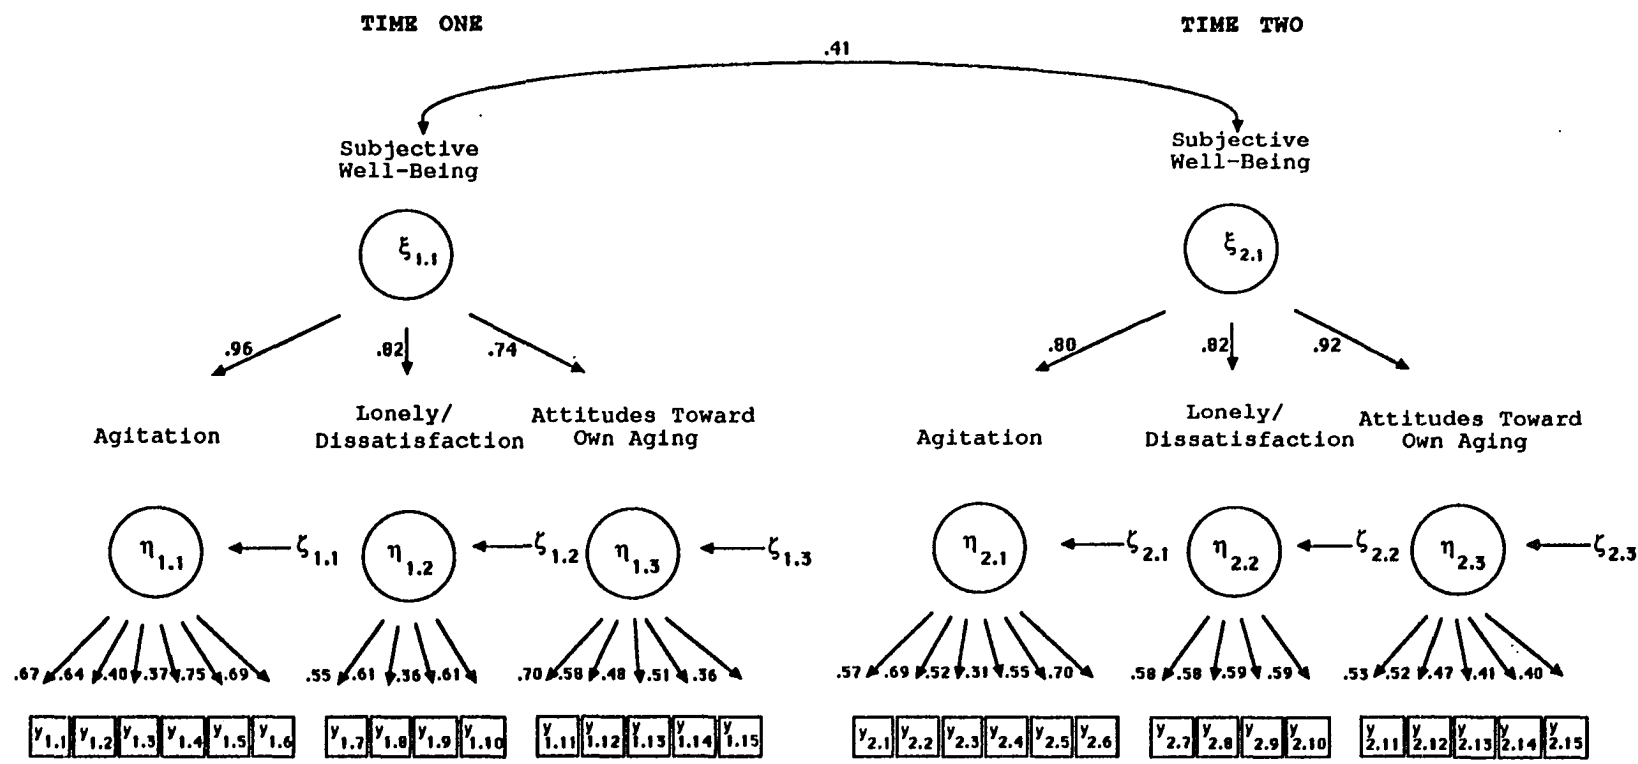 TIME ONE TIME TWO
.41
Subjective
Well-Being
Subjective
Well-Being
ξ1.1 ξ2.1
.96 .82 .74 .80 .82 .92
Agitation
Lonely/
Dissatisfaction
Attitudes Toward
Own Aging
Agitation
Lonely/
Dissatisfaction
Attitudes Toward
Own Aging
η1.1 ζ1.1 η1.2 ζ1.2 η1.3 ζ1.3 η2.1 ζ2.1 η2.2 ζ2.2 η2.3 ζ2.3
.67 .64 .40 .37 .75 .69 .55 .61 .36 .61 .70 .58 .48 .51 .36 .57 .69 .52 .31 .55 .70 .58 .58 .59 .59 .53 .52 .47 .41 .40
y1.1 y1.2 y1.3 y1.4 y1.5 y1.6 y1.7 y1.8 y1.9 y1.10 y1.11 y1.12 y1.13 y1.14 y1.15 y2.1 y2.2 y2.3 y2.4 y2.5 y2.6 y2.7 y2.8 y2.9 y2.10 y2.11 y2.12 y2.13 y2.14 y2.15